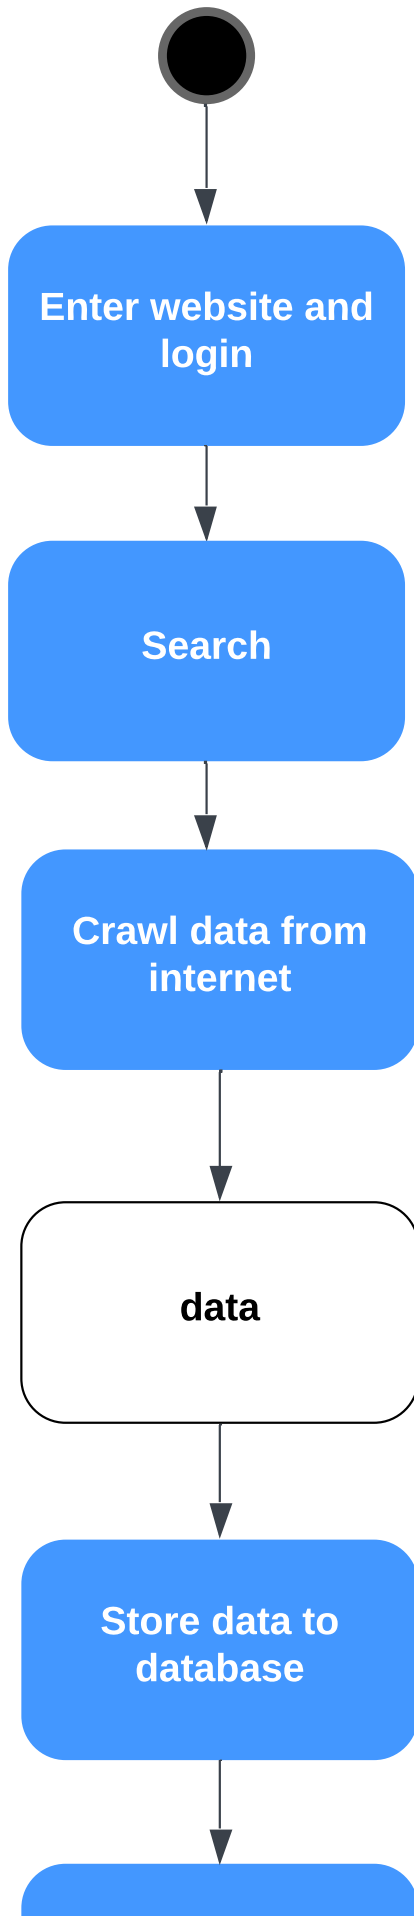 Enter website and
login
Search
Crawl data from
internet
data
Store data to
database